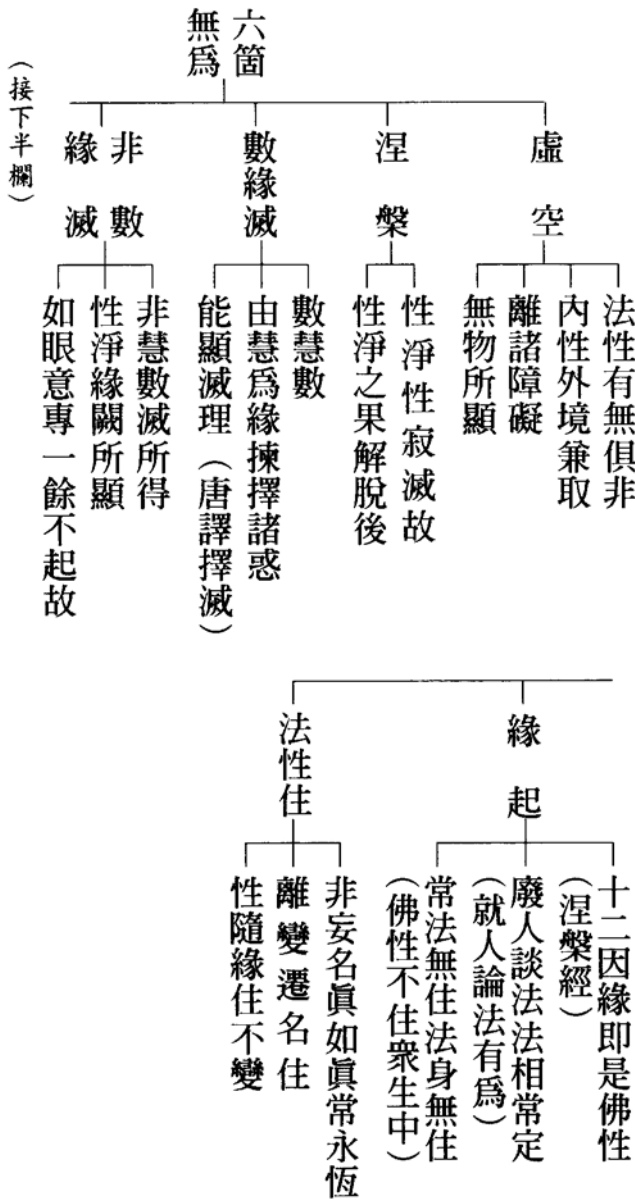 六箇
無爲
虛空
法性有無俱非
內性外境兼取
離諸障礙
無物所顯
涅槃
性淨性寂滅故
性淨之果解脫後
數緣滅
數慧數
由慧爲緣揀擇諸惑
能顯滅理（唐譯擇滅）
非數
緣滅
非慧數滅所得
性淨緣闕所顯
如眼意專一餘不起故
（接下半欄）
緣起
十二因緣即是佛性
（涅槃經）
廢人談法法相常定
（就人論法有爲）
常法無住法身無住
（佛性不住衆生中）
法性住
非妄名眞如眞常永恆
離變遷名住
性隨緣住不變